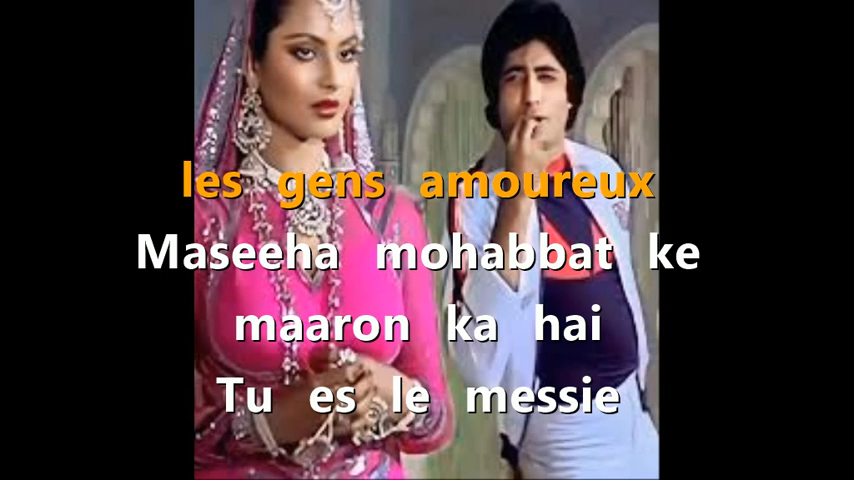 les gens amoureux
Maseeha mohabbat ke
maaron ka hai
Tu es le messie